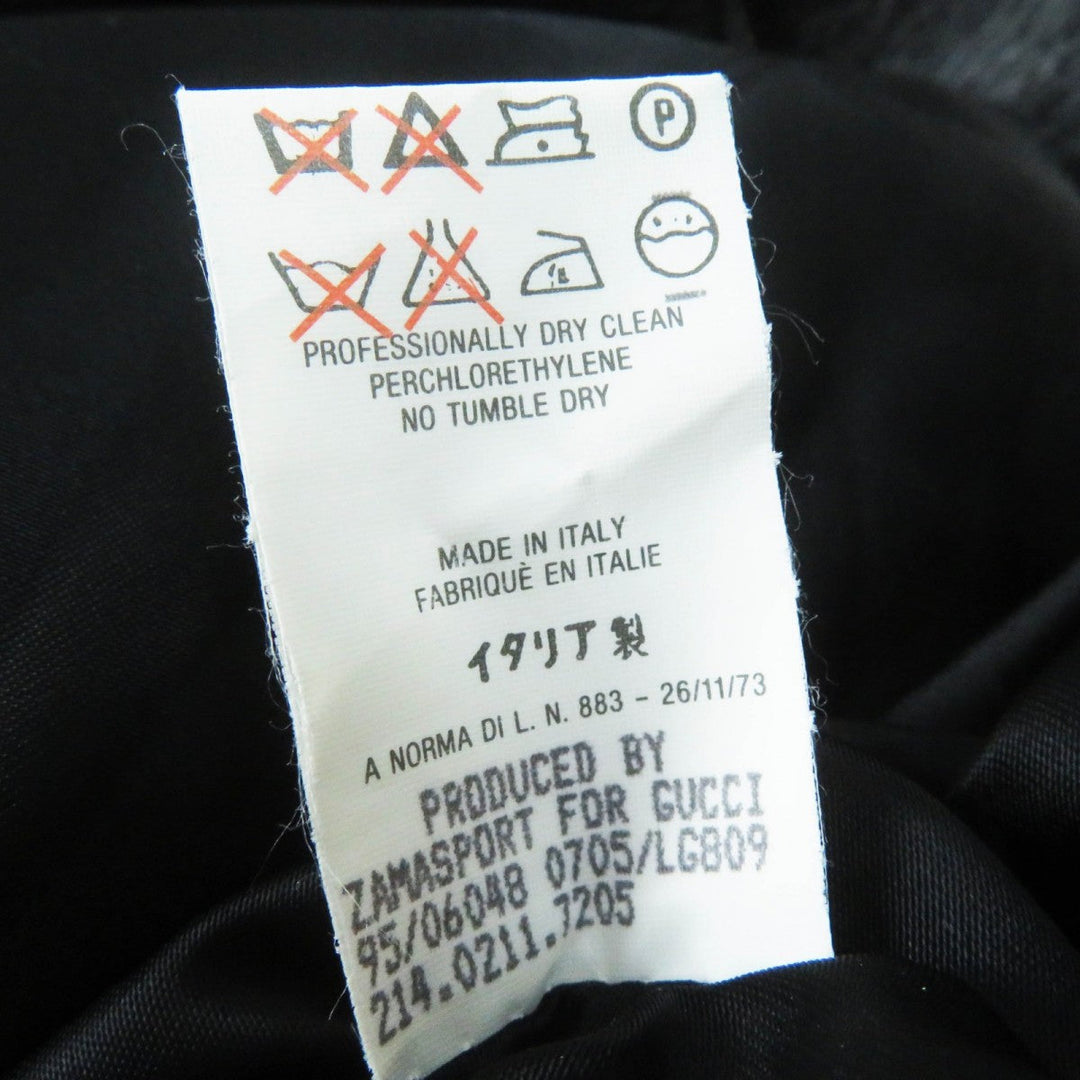 P
PROFESSIONALLY DRY CLEAN
PERCHLORETHYLENE
NO TUMBLE DRY
MADE IN ITALY
FABRIQUÈ EN ITALIE
イタリア製
A NORMA DI L. N. 883 - 26/11/73
PRODUCED BY
ZAMASPORT FOR GUCCI
95/06048 0705/LG809
214.0211.7205